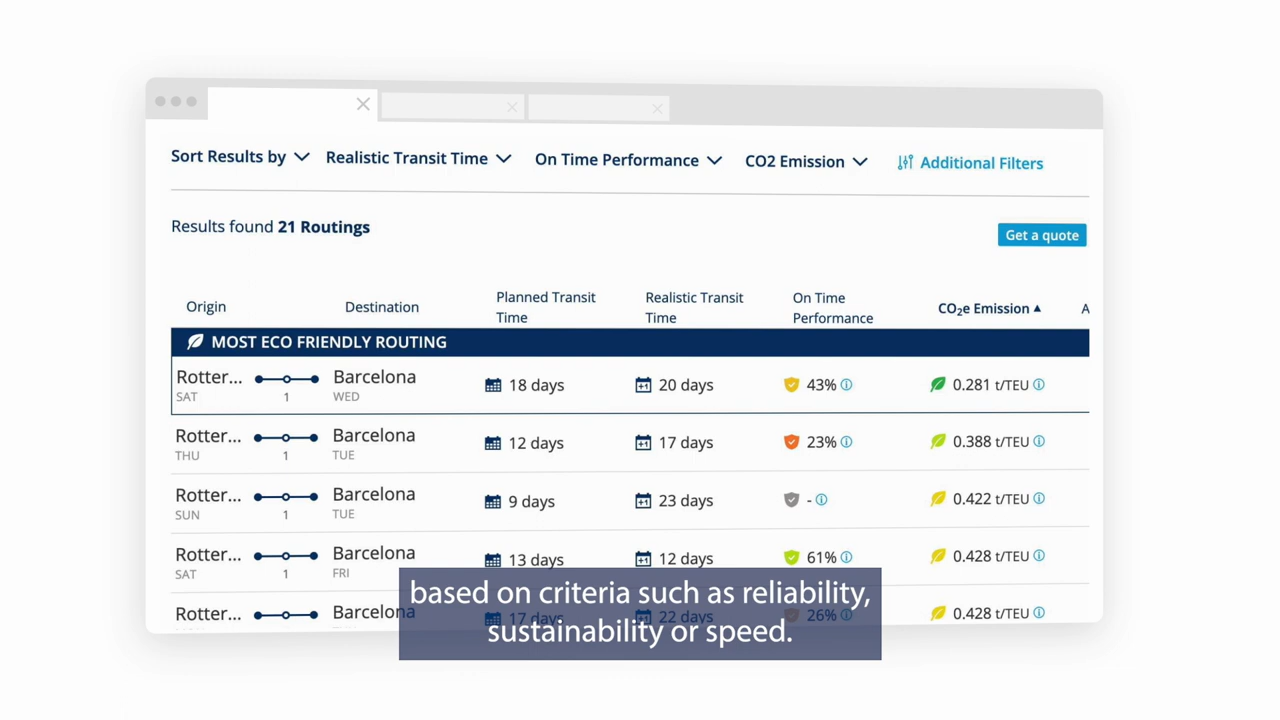 Sort Results by Realistic Transit Time On Time Performance CO2 Emission Additional Filters
Results found 21 Routings
Get a quote
Origin Destination Planned Transit Time Realistic Transit Time On Time Performance CO₂e Emission ▲ A
MOST ECO FRIENDLY ROUTING
Rotter... Barcelona 18 days 20 days 43% 0.281 t/TEU
SAT 1 WED
Rotter... Barcelona 12 days 17 days 23% 0.388 t/TEU
THU 1 TUE
Rotter... Barcelona 9 days 23 days - 0.422 t/TEU
SUN 1 TUE
Rotter... Barcelona 13 days 12 days 61% 0.428 t/TEU
SAT 1 FRI
Rotter... Barcelona 17 days 22 days 26% 0.428 t/TEU
based on criteria such as reliability,
sustainability or speed.